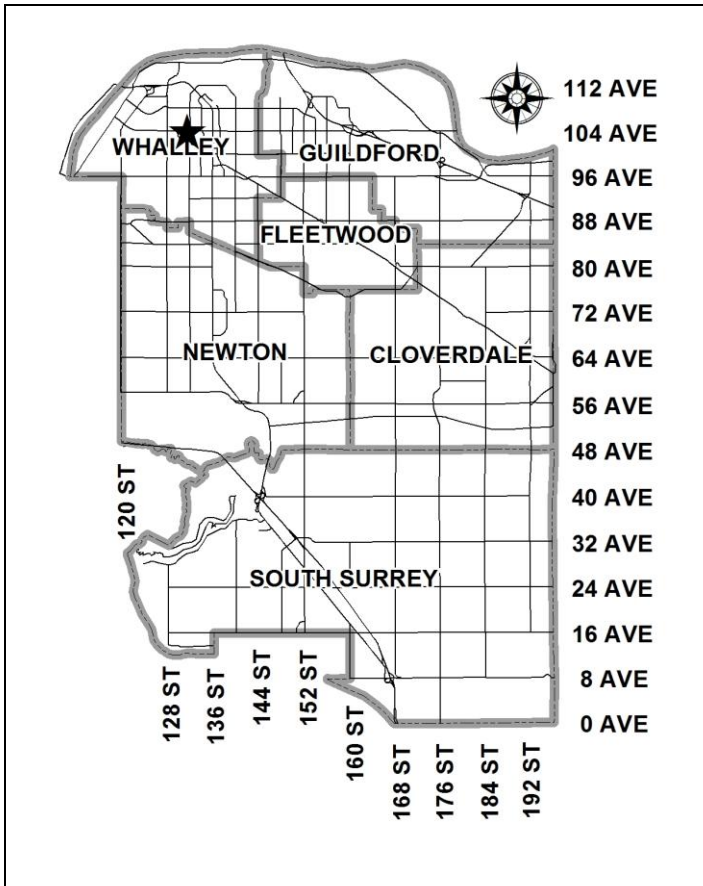 112 AVE
104 AVE
WHALLEY
GUILDFORD
96 AVE
88 AVE
FLEETWOOD
80 AVE
72 AVE
NEWTON
CLOVERDALE
64 AVE
56 AVE
48 AVE
120 ST
40 AVE
32 AVE
SOUTH SURREY
24 AVE
16 AVE
8 AVE
0 AVE
128 ST
136 ST
144 ST
152 ST
160 ST
168 ST
176 ST
184 ST
192 ST